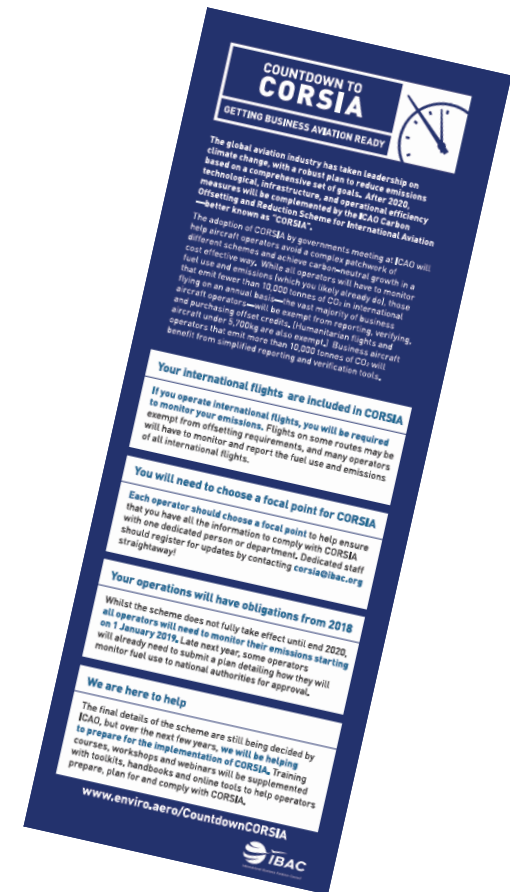 COUNTDOWN TO
CORSIA
GETTING BUSINESS AVIATION READY
The global aviation industry has taken leadership on
climate change, with a robust plan to reduce emissions
based on a comprehensive set of goals. After 2020,
technological, infrastructure, and operational efficiency
measures will be complemented by the ICAO Carbon
Offsetting and Reduction Scheme for International Aviation
—better known as "CORSIA".
The adoption of CORSIA by governments meeting at ICAO will
help aircraft operators avoid a complex patchwork of
different schemes and achieve carbon-neutral growth in a
cost effective way. While all operators will have to monitor
fuel use and emissions (which you likely already do), those
that emit fewer than 10,000 tonnes of CO₂ in international
flying on an annual basis—the vast majority of business
aircraft operators—will be exempt from reporting, verifying,
and purchasing offset credits. (Humanitarian flights and
aircraft under 5,700kg are also exempt.) Business aircraft
operators that emit more than 10,000 tonnes of CO₂ will
benefit from simplified reporting and verification tools.
Your international flights are included in CORSIA
If you operate international flights, you will be required
to monitor your emissions. Flights on some routes may be
exempt from offsetting requirements, and many operators
will have to monitor and report the fuel use and emissions
of all international flights.
You will need to choose a focal point for CORSIA
Each operator should choose a focal point to help ensure
that you have all the information to comply with CORSIA
with one dedicated person or department. Dedicated staff
should register for updates by contacting corsia@ibac.org
straightaway!
Your operations will have obligations from 2018
Whilst the scheme does not fully take effect until end 2020,
all operators will need to monitor their emissions starting
on 1 January 2019. Late next year, some operators
will already need to submit a plan detailing how they will
monitor fuel use to national authorities for approval.
We are here to help
The final details of the scheme are still being decided by
ICAO, but over the next few years, we will be helping
to prepare for the implementation of CORSIA. Training
courses, workshops and webinars will be supplemented
with toolkits, handbooks and online tools to help operators
prepare, plan for and comply with CORSIA.
www.enviro.aero/CountdownCORSIA
IBAC